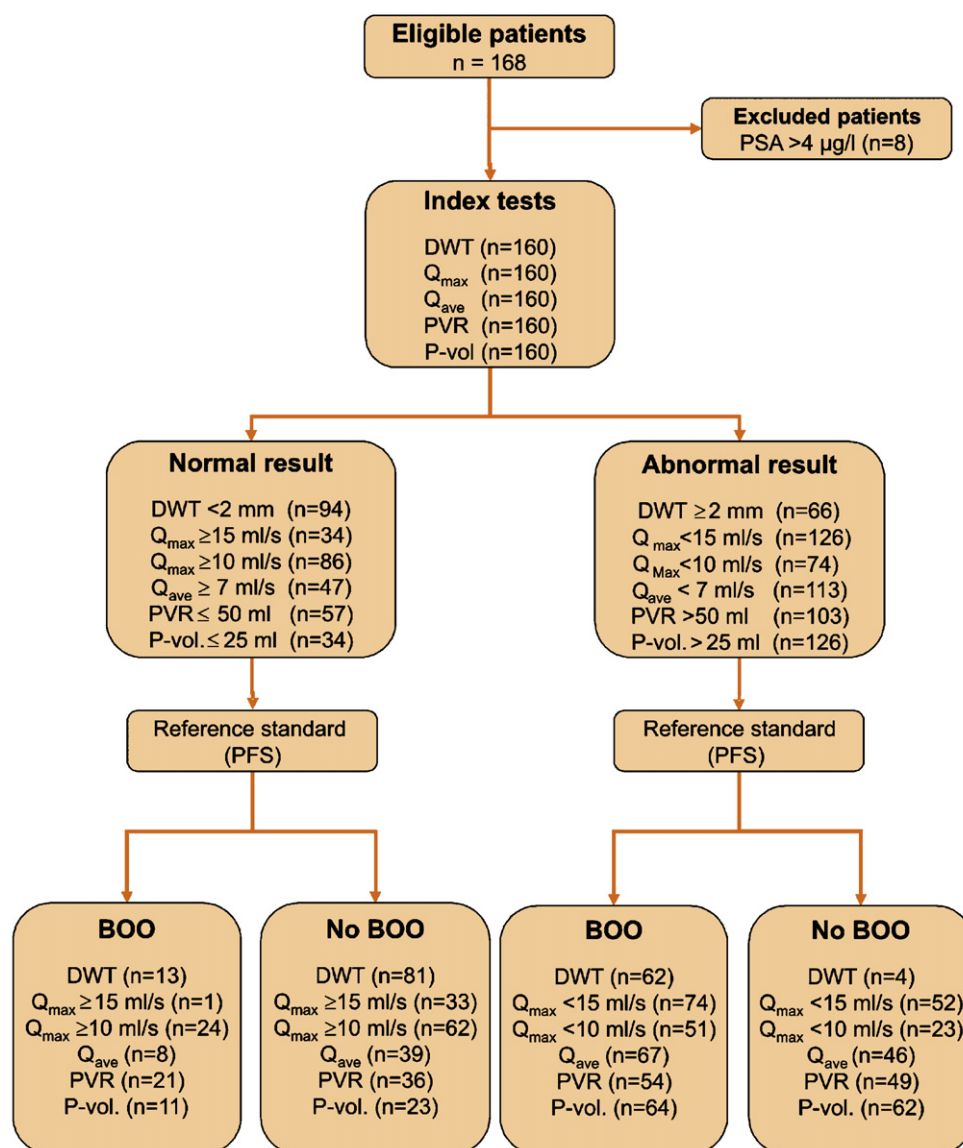 Eligible patients
n = 168
Excluded patients
PSA >4 µg/l (n=8)
Index tests
DWT (n=160)
Qmax (n=160)
Qave (n=160)
PVR (n=160)
P-vol (n=160)
Normal result
DWT <2 mm (n=94)
Qmax ≥15 ml/s (n=34)
Qmax ≥10 ml/s (n=86)
Qave ≥ 7 ml/s (n=47)
PVR ≤ 50 ml (n=57)
P-vol. ≤ 25 ml (n=34)
Abnormal result
DWT ≥2 mm (n=66)
Q max<15 ml/s (n=126)
Q Max<10 ml/s (n=74)
Qave < 7 ml/s (n=113)
PVR >50 ml (n=103)
P-vol. > 25 ml (n=126)
Reference standard
(PFS)
Reference standard
(PFS)
BOO
DWT (n=13)
Qmax ≥15 ml/s (n=1)
Qmax ≥10 ml/s (n=24)
Qave (n=8)
PVR (n=21)
P-vol. (n=11)
No BOO
DWT (n=81)
Qmax ≥15 ml/s (n=33)
Qmax ≥10 ml/s (n=62)
Qave (n=39)
PVR (n=36)
P-vol. (n=23)
BOO
DWT (n=62)
Qmax <15 ml/s (n=74)
Qmax <10 ml/s (n=51)
Qave (n=67)
PVR (n=54)
P-vol. (n=64)
No BOO
DWT (n=4)
Qmax <15 ml/s (n=52)
Qmax <10 ml/s (n=23)
Qave (n=46)
PVR (n=49)
P-vol. (n=62)